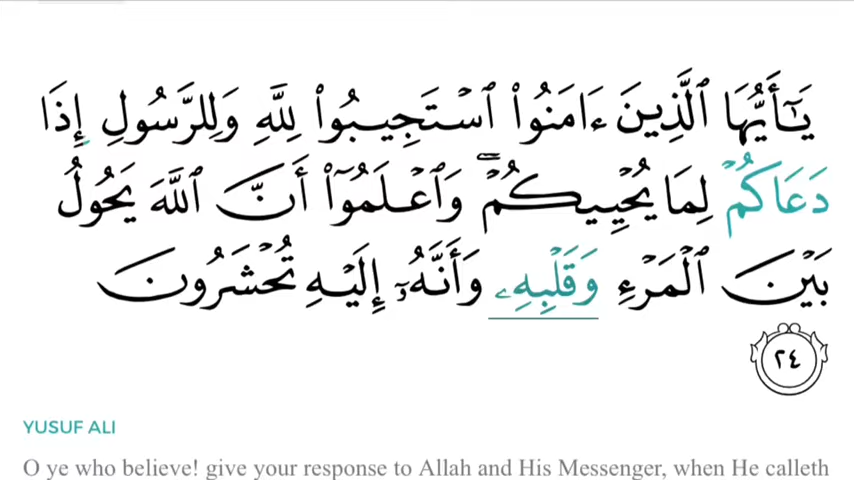 يَـٰٓأَيُّهَا ٱلَّذِينَ ءَامَنُوا۟ ٱسْتَجِيبُوا۟ لِلَّهِ وَلِلرَّسُولِ إِذَا
دَعَاكُمْ لِمَا يُحْيِيكُمْ ۖ وَٱعْلَمُوٓا۟ أَنَّ ٱللَّهَ يَحُولُ
بَيْنَ ٱلْمَرْءِ وَقَلْبِهِۦ وَأَنَّهُۥٓ إِلَيْهِ تُحْشَرُونَ
٢٤
YUSUF ALI
O ye who believe! give your response to Allah and His Messenger, when He calleth